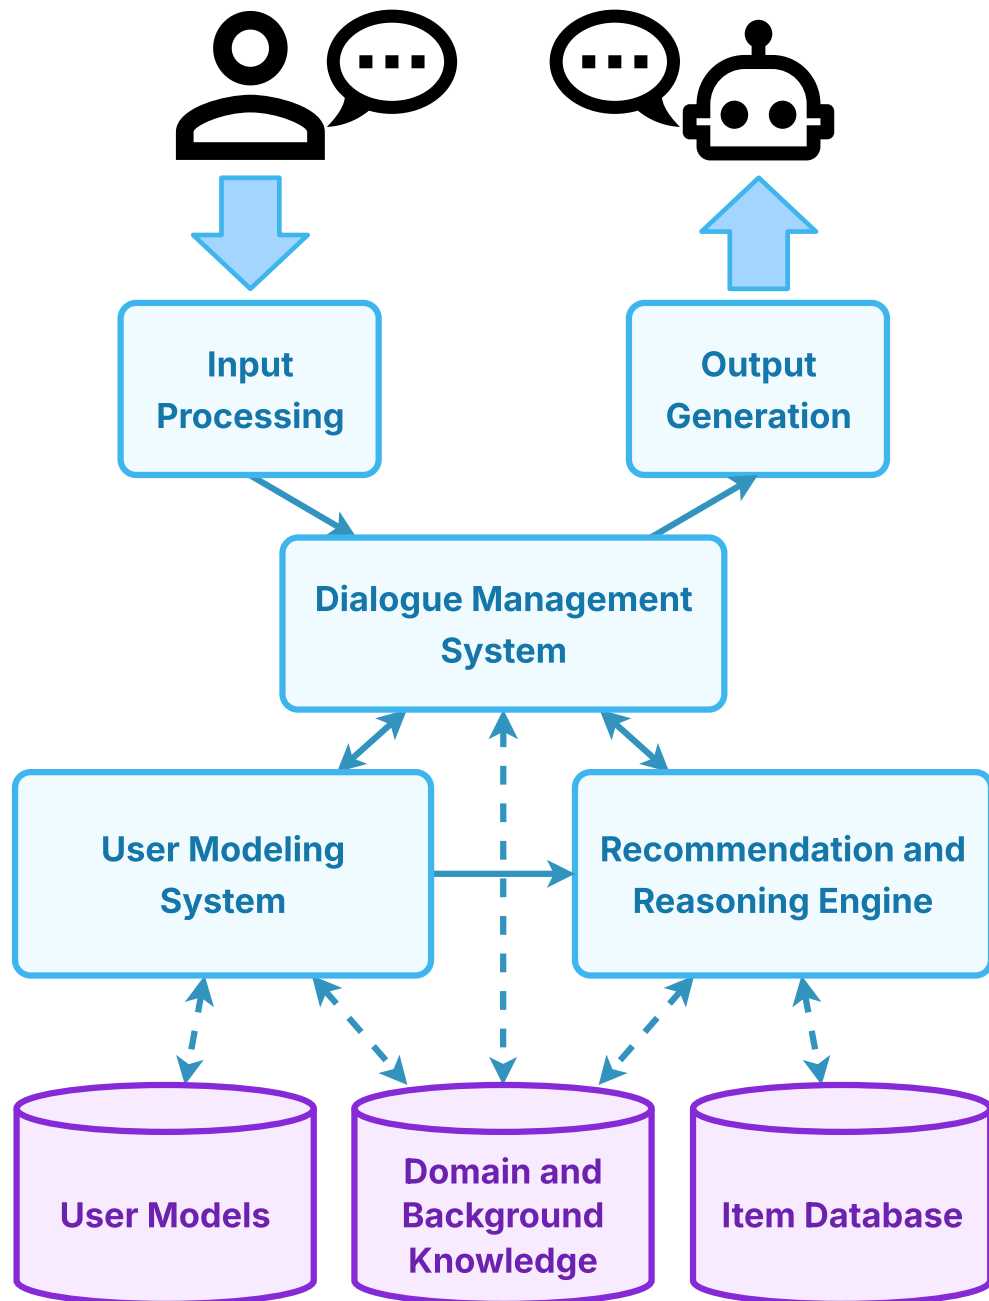 Input
Processing
Output
Generation
Dialogue Management
System
User Modeling
System
Recommendation and
Reasoning Engine
User Models
Domain and
Background
Knowledge
Item Database